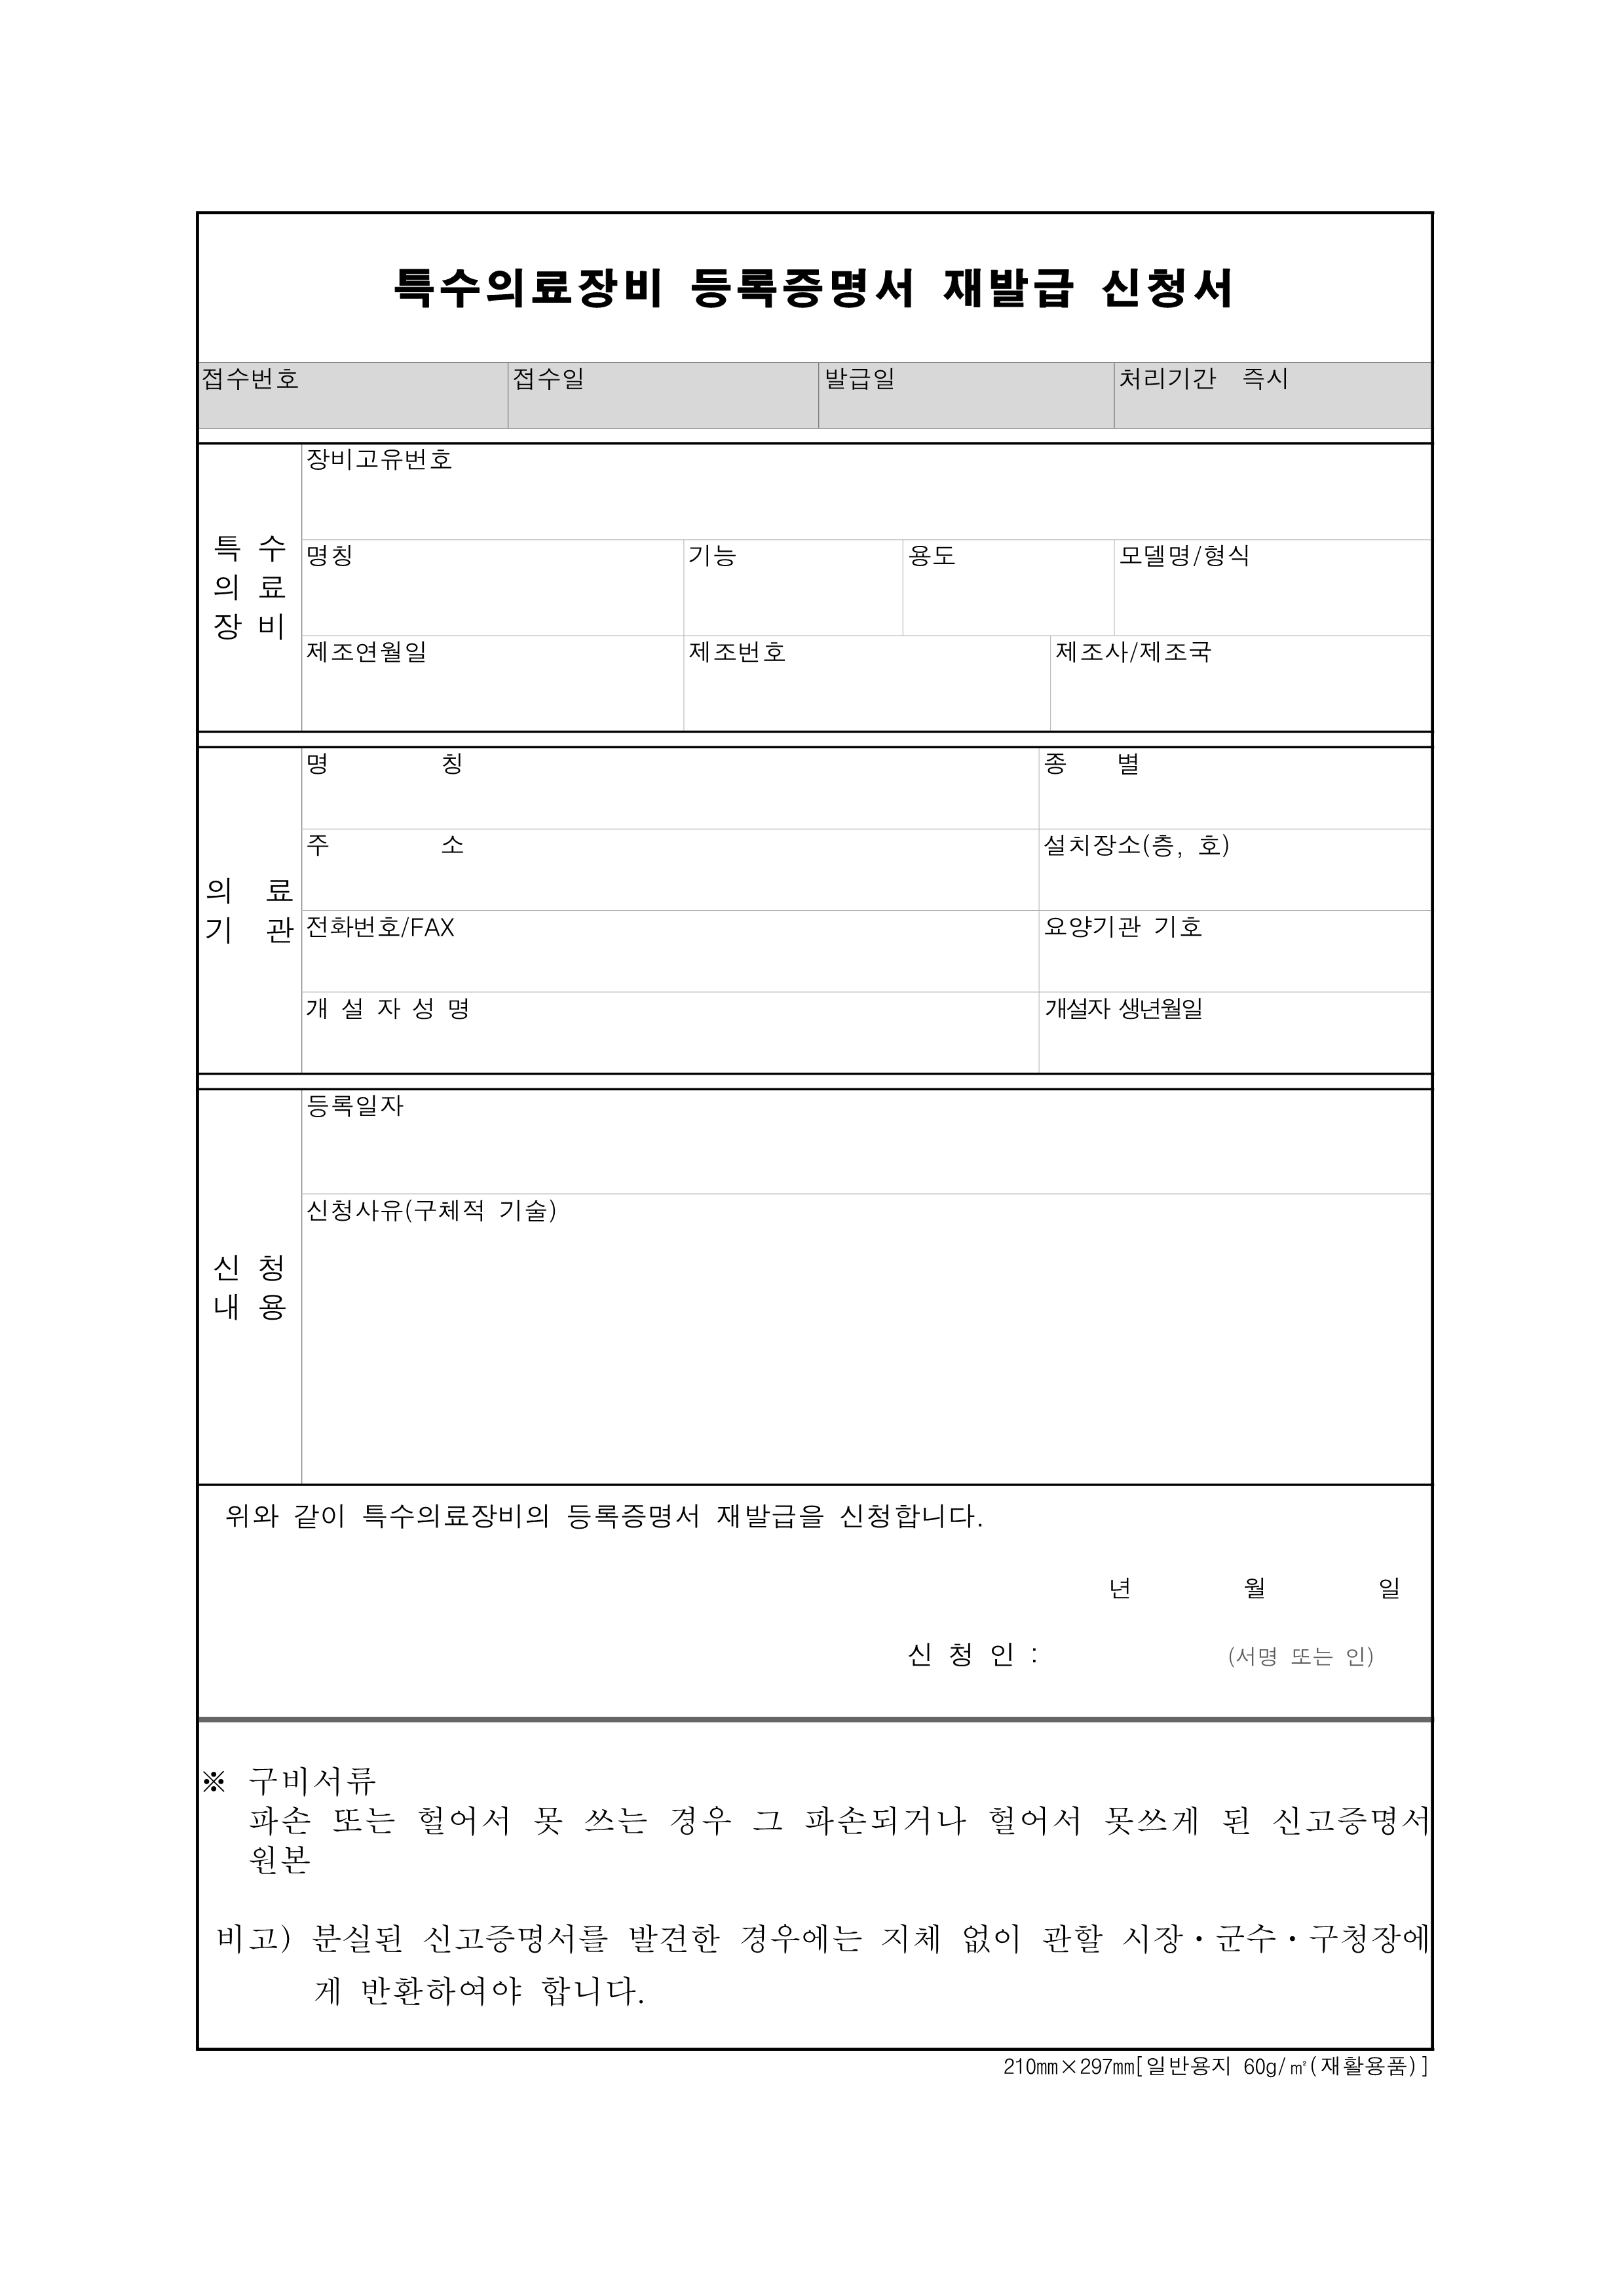 특수의료장비 등록증명서 재발급 신청서
접수번호 접수일 발급일 처리기간 즉시
특 수
의 료
장 비
장비고유번호
명칭 기능 용도 모델명/형식
제조연월일 제조번호 제조사/제조국
의 료
기 관
명 칭 종 별
주 소 설치장소(층, 호)
전화번호/FAX 요양기관 기호
개 설 자 성 명 개설자 생년월일
신 청
내 용
등록일자
신청사유(구체적 기술)
위와 같이 특수의료장비의 등록증명서 재발급을 신청합니다.
년 월 일
신 청 인 : (서명 또는 인)
※ 구비서류
파손 또는 헐어서 못 쓰는 경우 그 파손되거나 헐어서 못쓰게 된 신고증명서
원본
비고) 분실된 신고증명서를 발견한 경우에는 지체 없이 관할 시장·군수·구청장에
게 반환하여야 합니다.
210㎜×297㎜[일반용지 60g/㎡(재활용품)]